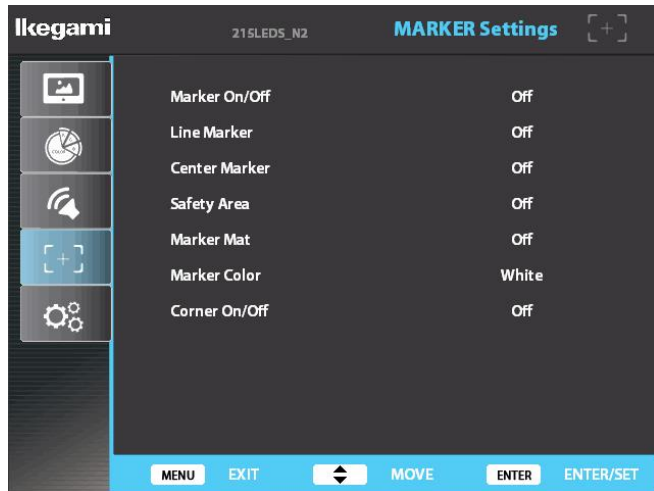 Ikegami 215LEDS_N2 MARKER Settings
Marker On/Off Off
Line Marker Off
Center Marker Off
Safety Area Off
Marker Mat Off
COLOR
Marker Color White
Corner On/Off Off
MENU EXIT MOVE ENTER ENTER/SET